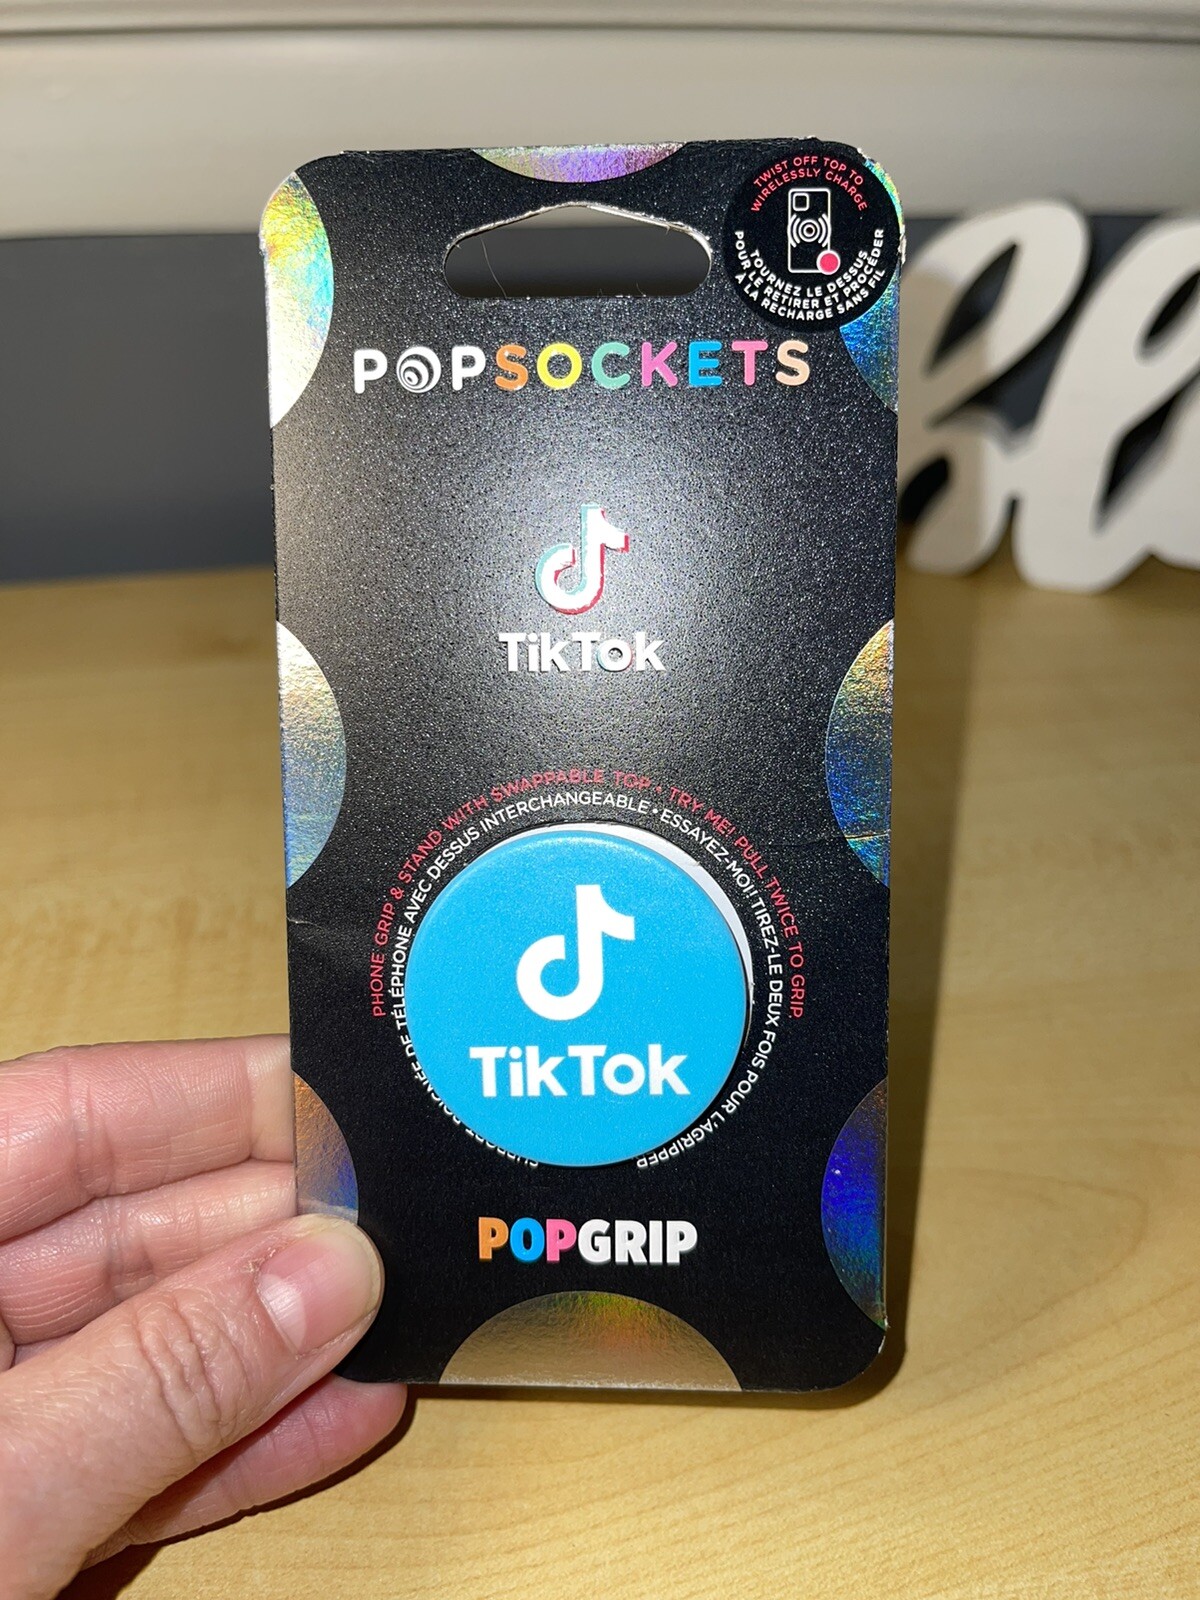 TWIST OFF TOP TO
WIRELESSLY CHARGE
TOURNEZ LE DESSUS
POUR LE RETIRER ET PROCÉDER
À LA RECHARGE SANS FIL
POPSOCKETS
TikTok
PHONE GRIP & STAND WITH SWAPPABLE TOP • TRY ME! PULL TWICE TO GRIP.
DE TÉLÉPHONE AVEC DESSUS INTERCHANGEABLE • ESSAYEZ-MOI! TIREZ-LE DEUX FOIS POUR L'AGRIPPER
TikTok
POPGRIP